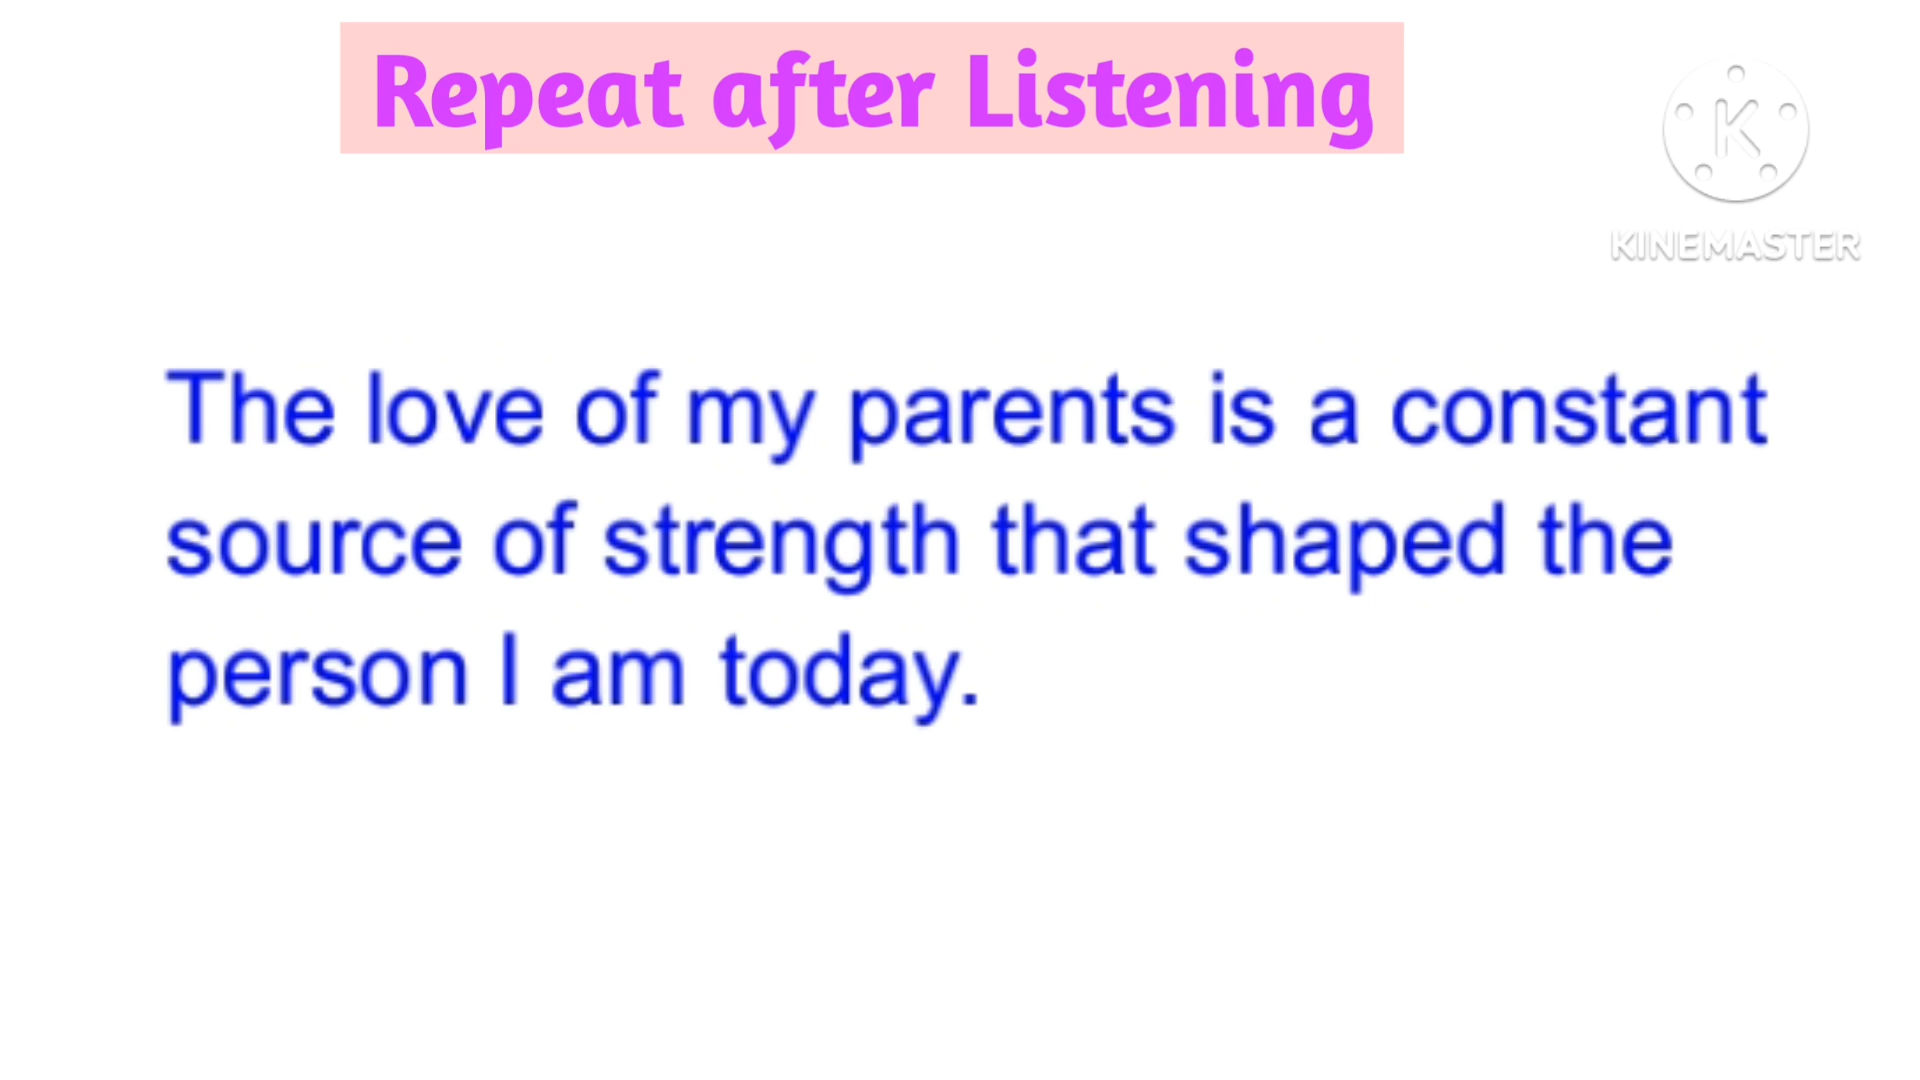 Repeat after Listening
K
KINEMASTER
The love of my parents is a constant
source of strength that shaped the
person I am today.